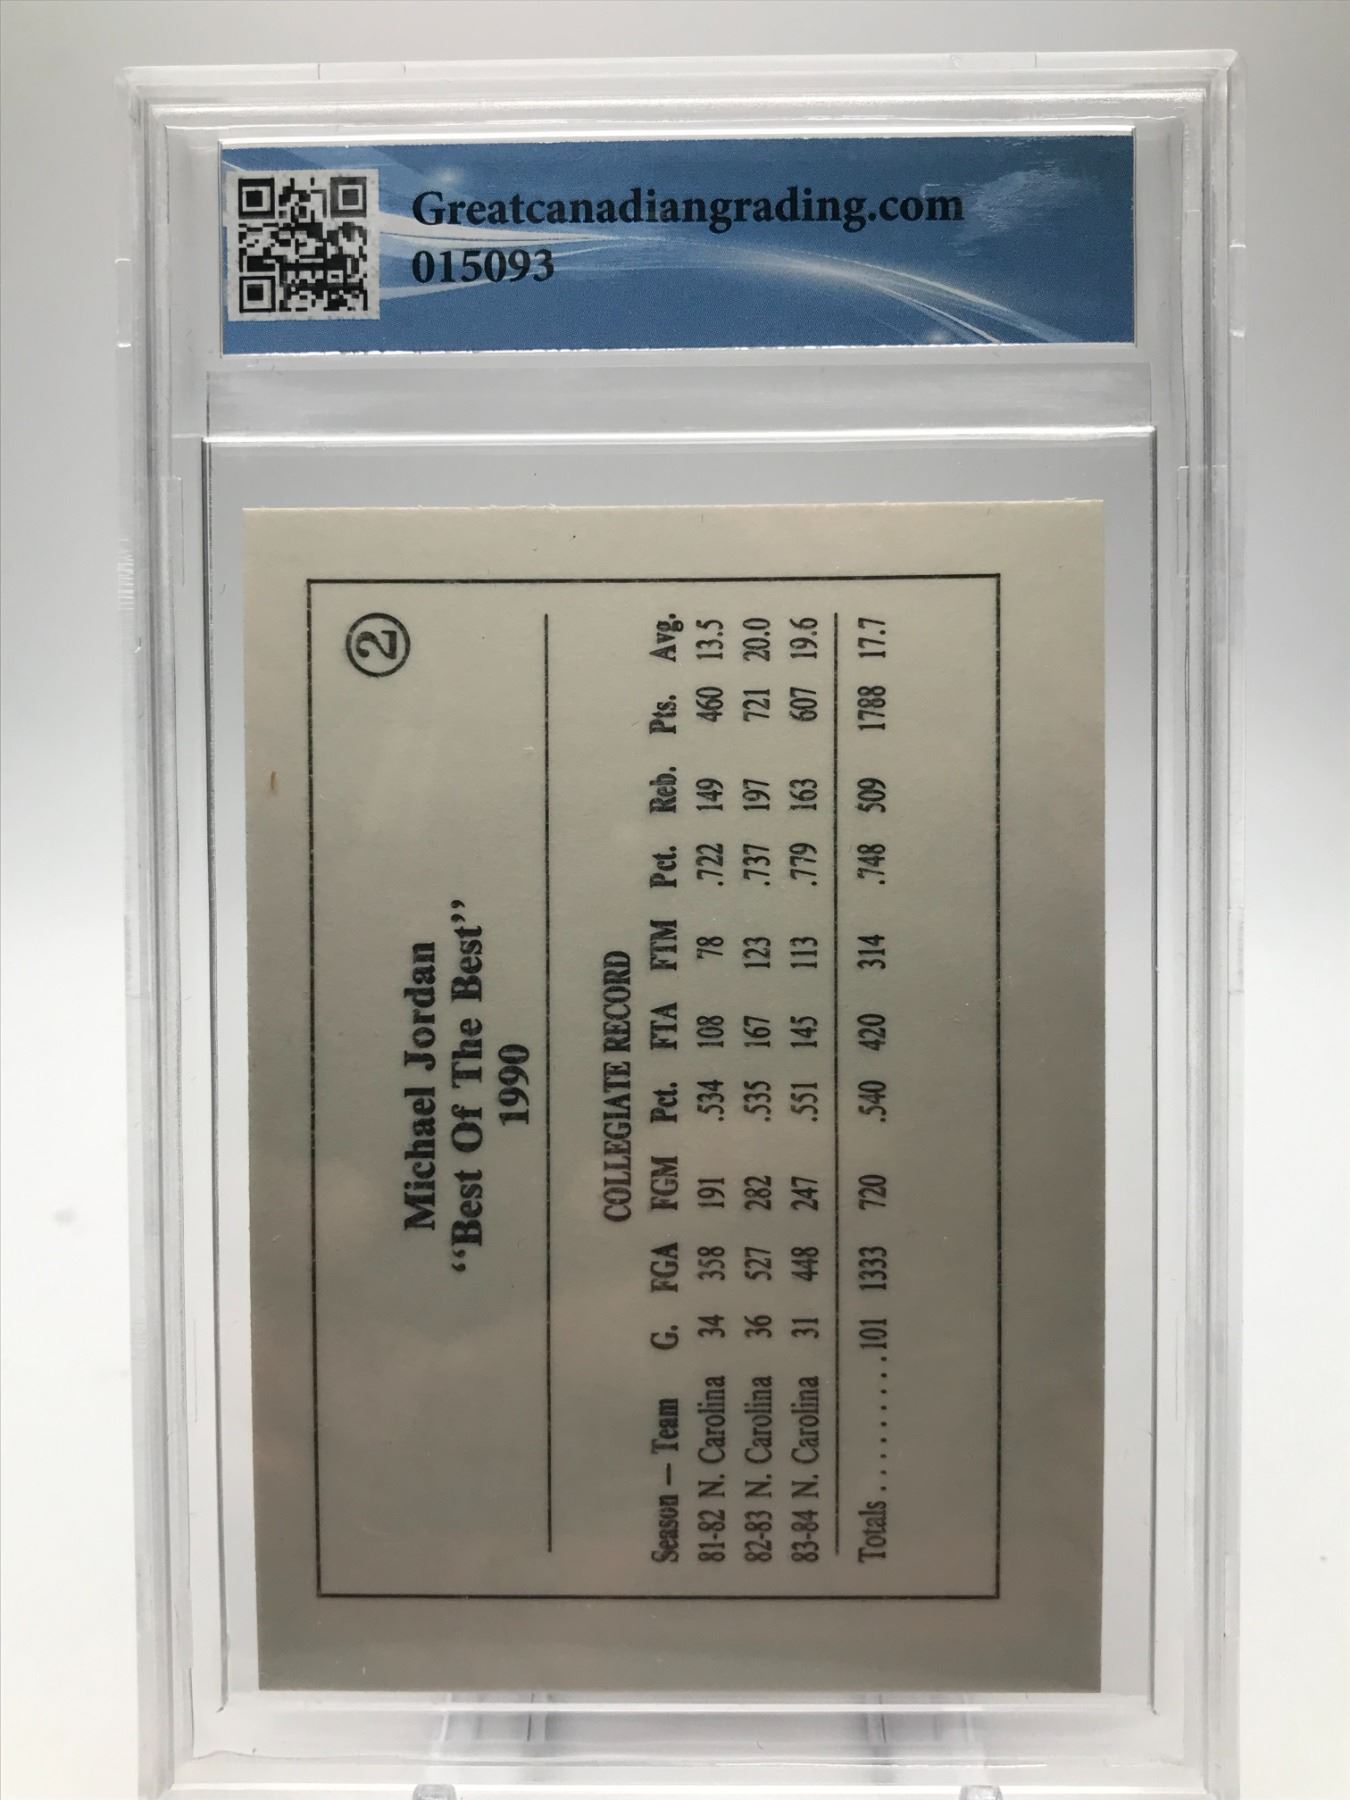 Greatcanadiangrading.com
015093
②
Michael Jordan
“Best Of The Best”
1990
COLLEGIATE RECORD
Season — Team G. FGA FGM Pct. FTA FTM Pct. Reb. Pts. Avg.
81-82 N. Carolina 34 358 191 .534 108 78 .722 149 460 13.5
82-83 N. Carolina 36 527 282 .535 167 123 .737 197 721 20.0
83-84 N. Carolina 31 448 247 .551 145 113 .779 163 607 19.6
Totals..........101 1333 720 .540 420 314 .748 509 1788 17.7